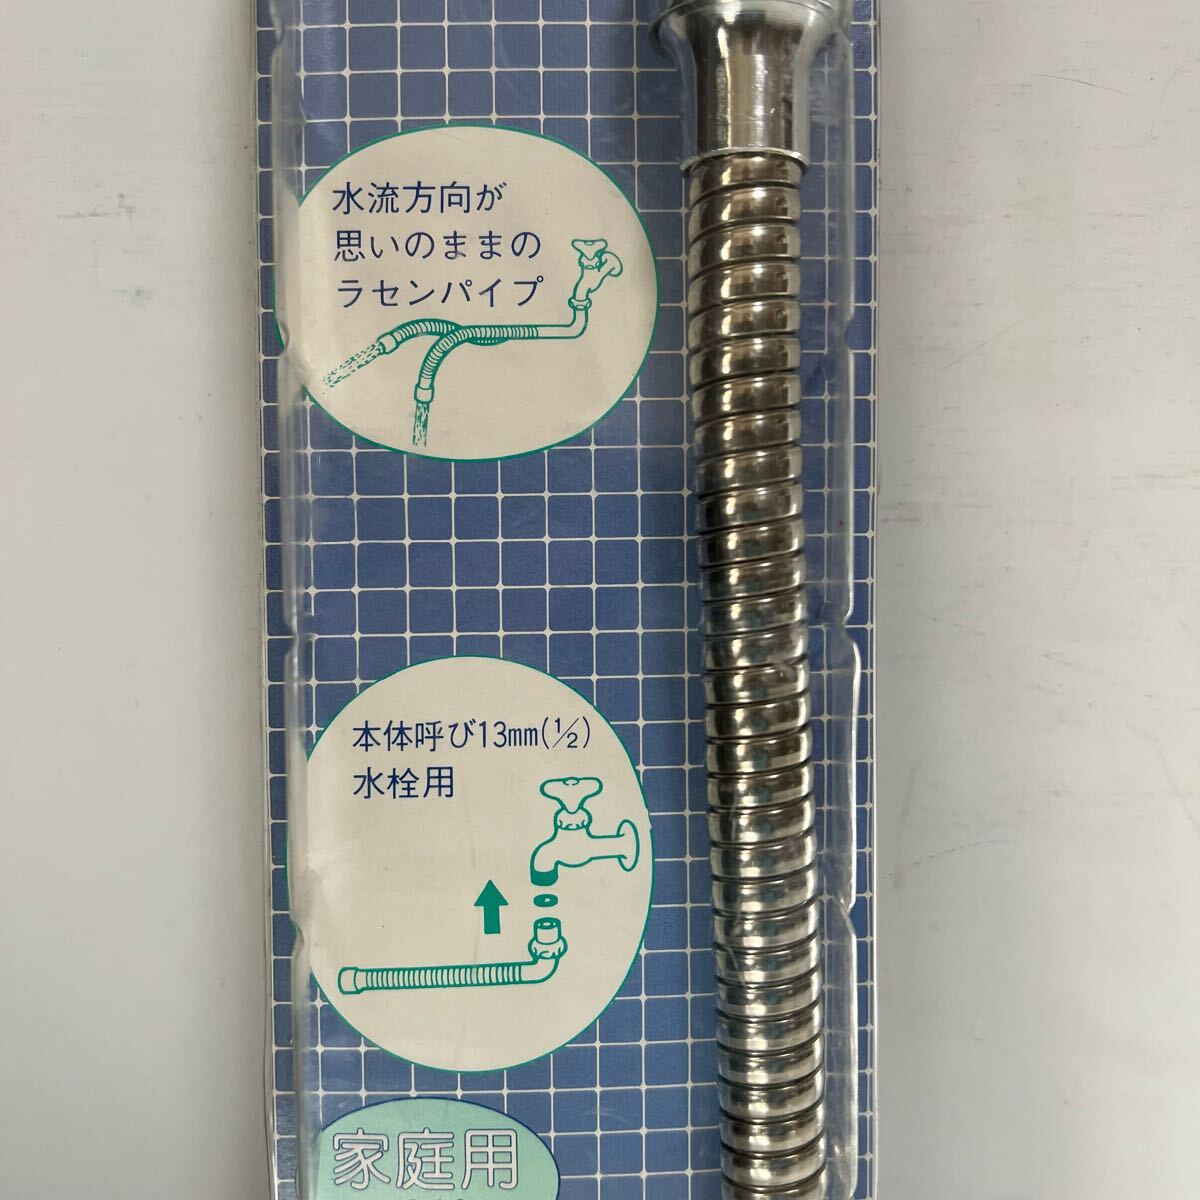 水流方向が
思いのままの
ラセンパイプ
本体呼び13mm(1/2)
水栓用
家庭用